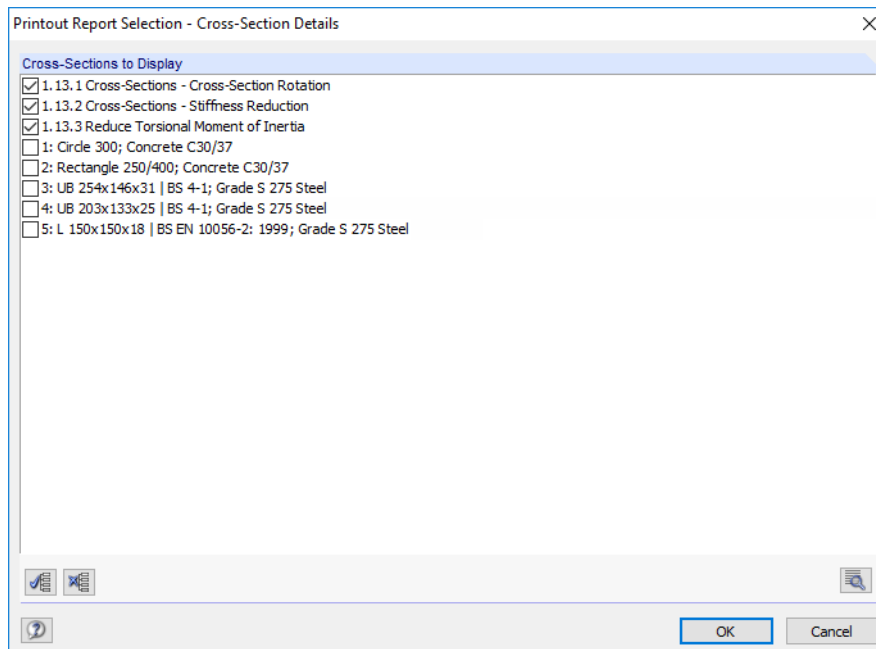 Printout Report Selection - Cross-Section Details
Cross-Sections to Display
1.13.1 Cross-Sections - Cross-Section Rotation
1.13.2 Cross-Sections - Stiffness Reduction
1.13.3 Reduce Torsional Moment of Inertia
1: Circle 300; Concrete C30/37
2: Rectangle 250/400; Concrete C30/37
3: UB 254x146x31 | BS 4-1; Grade S 275 Steel
4: UB 203x133x25 | BS 4-1; Grade S 275 Steel
5: L 150x150x18 | BS EN 10056-2: 1999; Grade S 275 Steel
OK Cancel